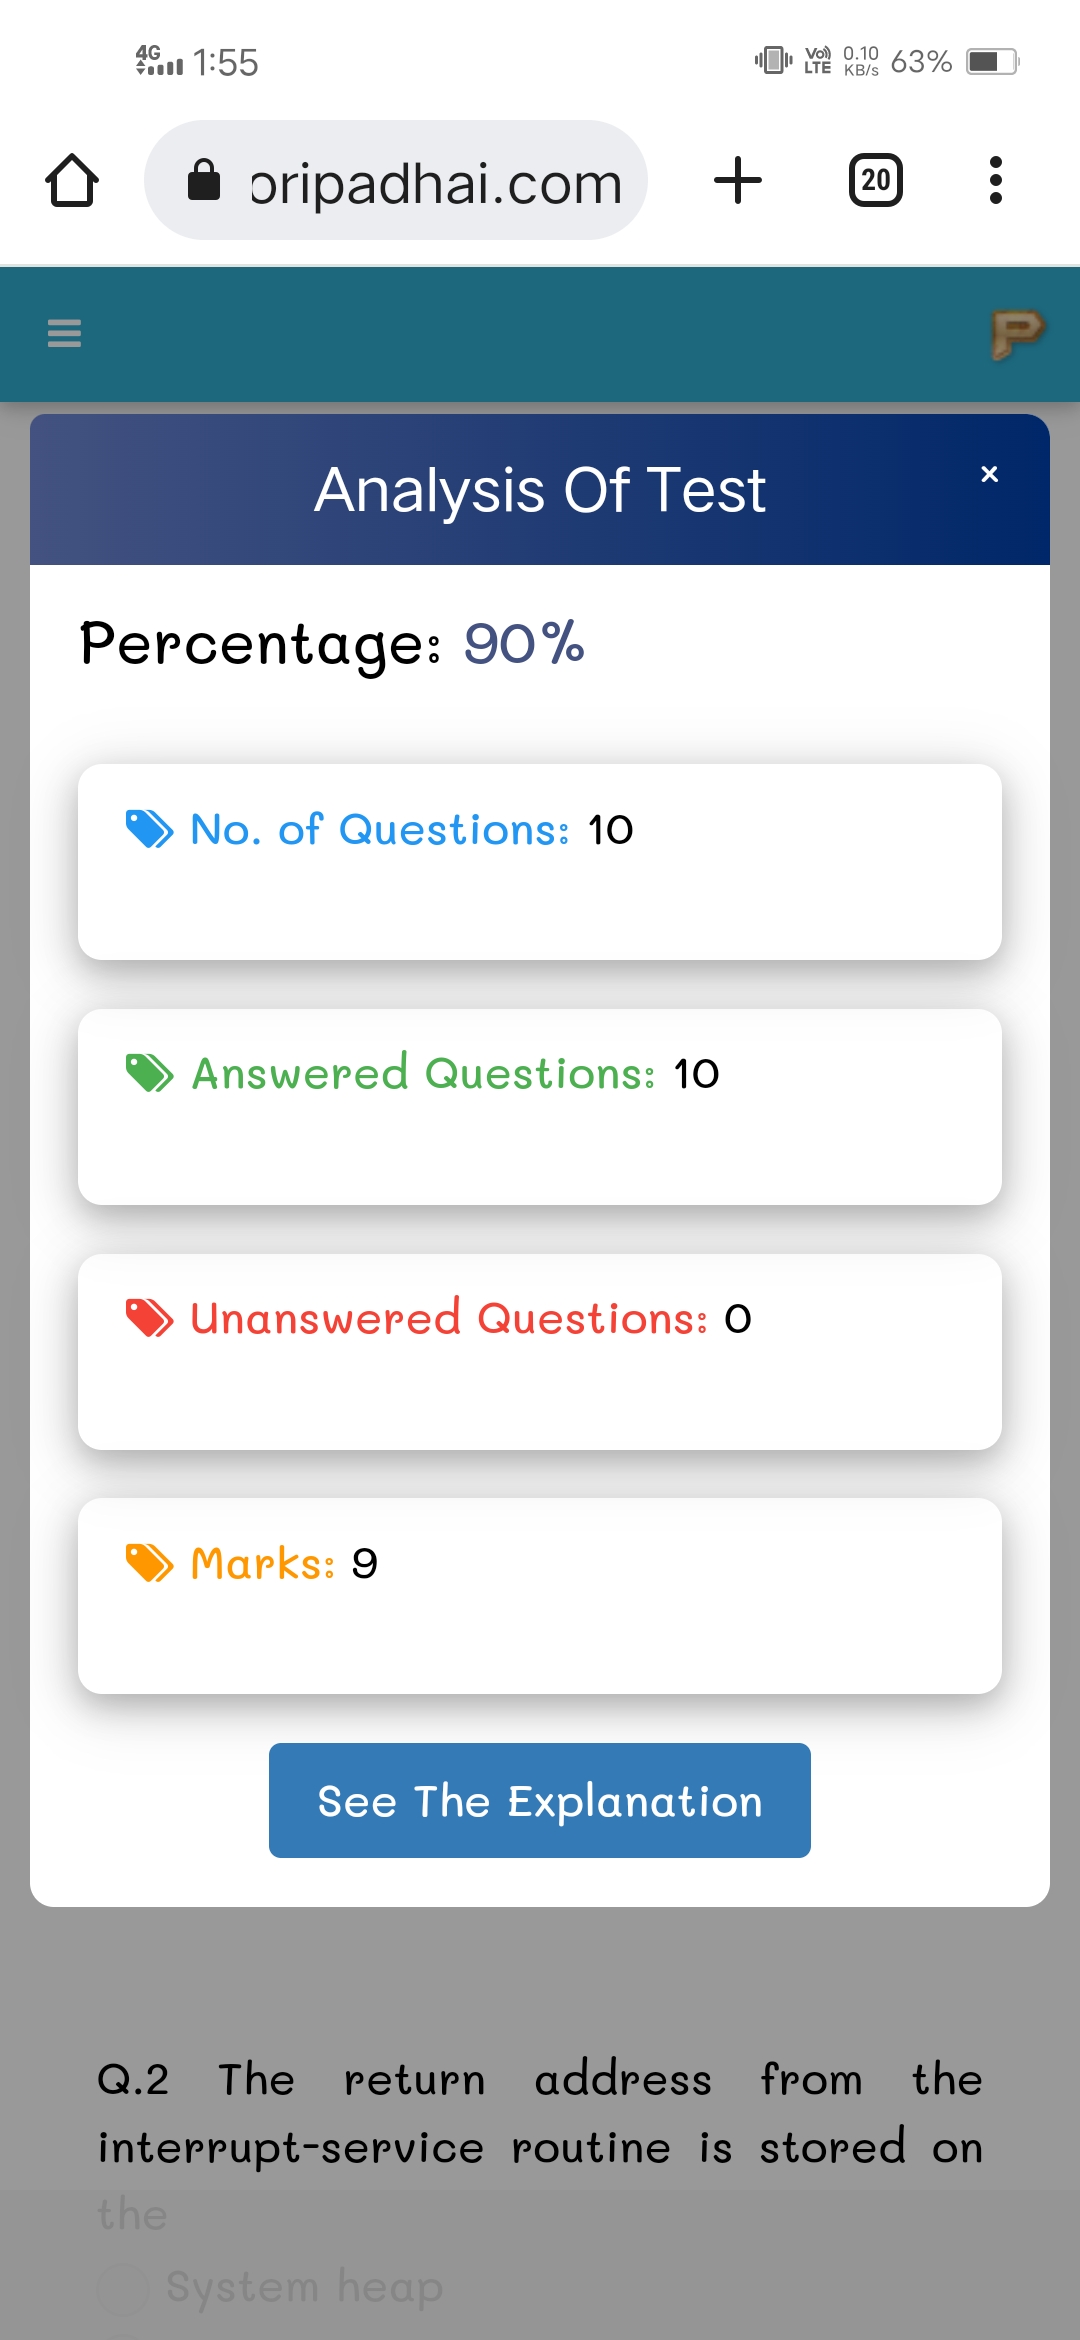 4G 1:55 Vo) LTE 0.10 KB/s 63%
oripadhai.com 20
P
Analysis Of Test ×
Percentage: 90%
No. of Questions: 10
Answered Questions: 10
Unanswered Questions: 0
Marks: 9
See The Explanation
Q.2 The return address from the
interrupt-service routine is stored on
the
System heap